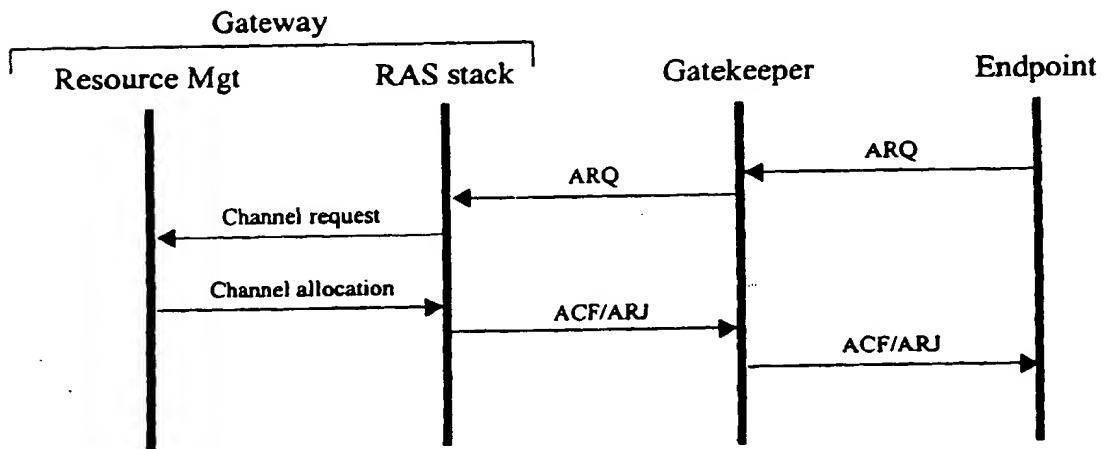 Gateway
Resource Mgt RAS stack Gatekeeper Endpoint
ARQ
ARQ
Channel request
Channel allocation
ACF/ARJ
ACF/ARJ